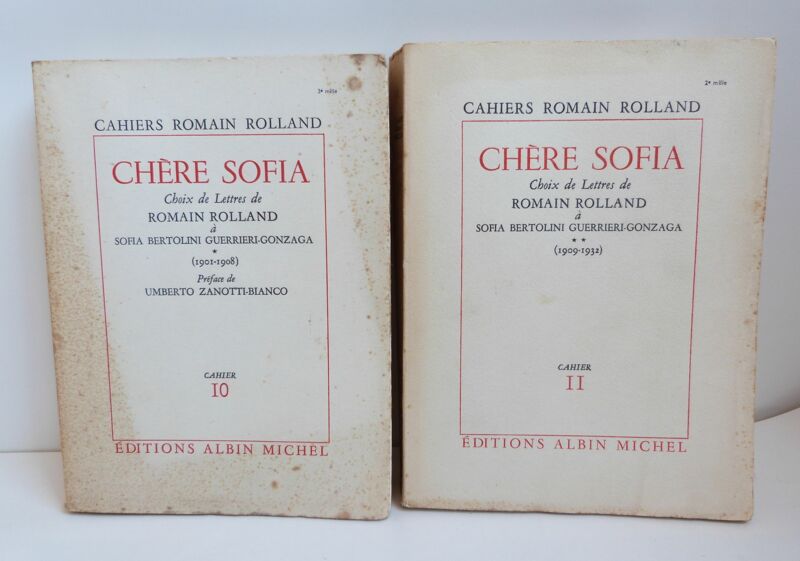 2e mille
CAHIERS ROMAIN ROLLAND
CHÈRE SOFIA
Choix de Lettres de
ROMAIN ROLLAND
à
SOFIA BERTOLINI GUERRIERI-GONZAGA
*
(1901-1908)
Préface de
UMBERTO ZANOTTI-BIANCO
CAHIER
10
ÉDITIONS ALBIN MICHEL
2e mille
CAHIERS ROMAIN ROLLAND
CHÈRE SOFIA
Choix de Lettres de
ROMAIN ROLLAND
à
SOFIA BERTOLINI GUERRIERI-GONZAGA
* *
(1909-1932)
CAHIER
11
ÉDITIONS ALBIN MICHEL